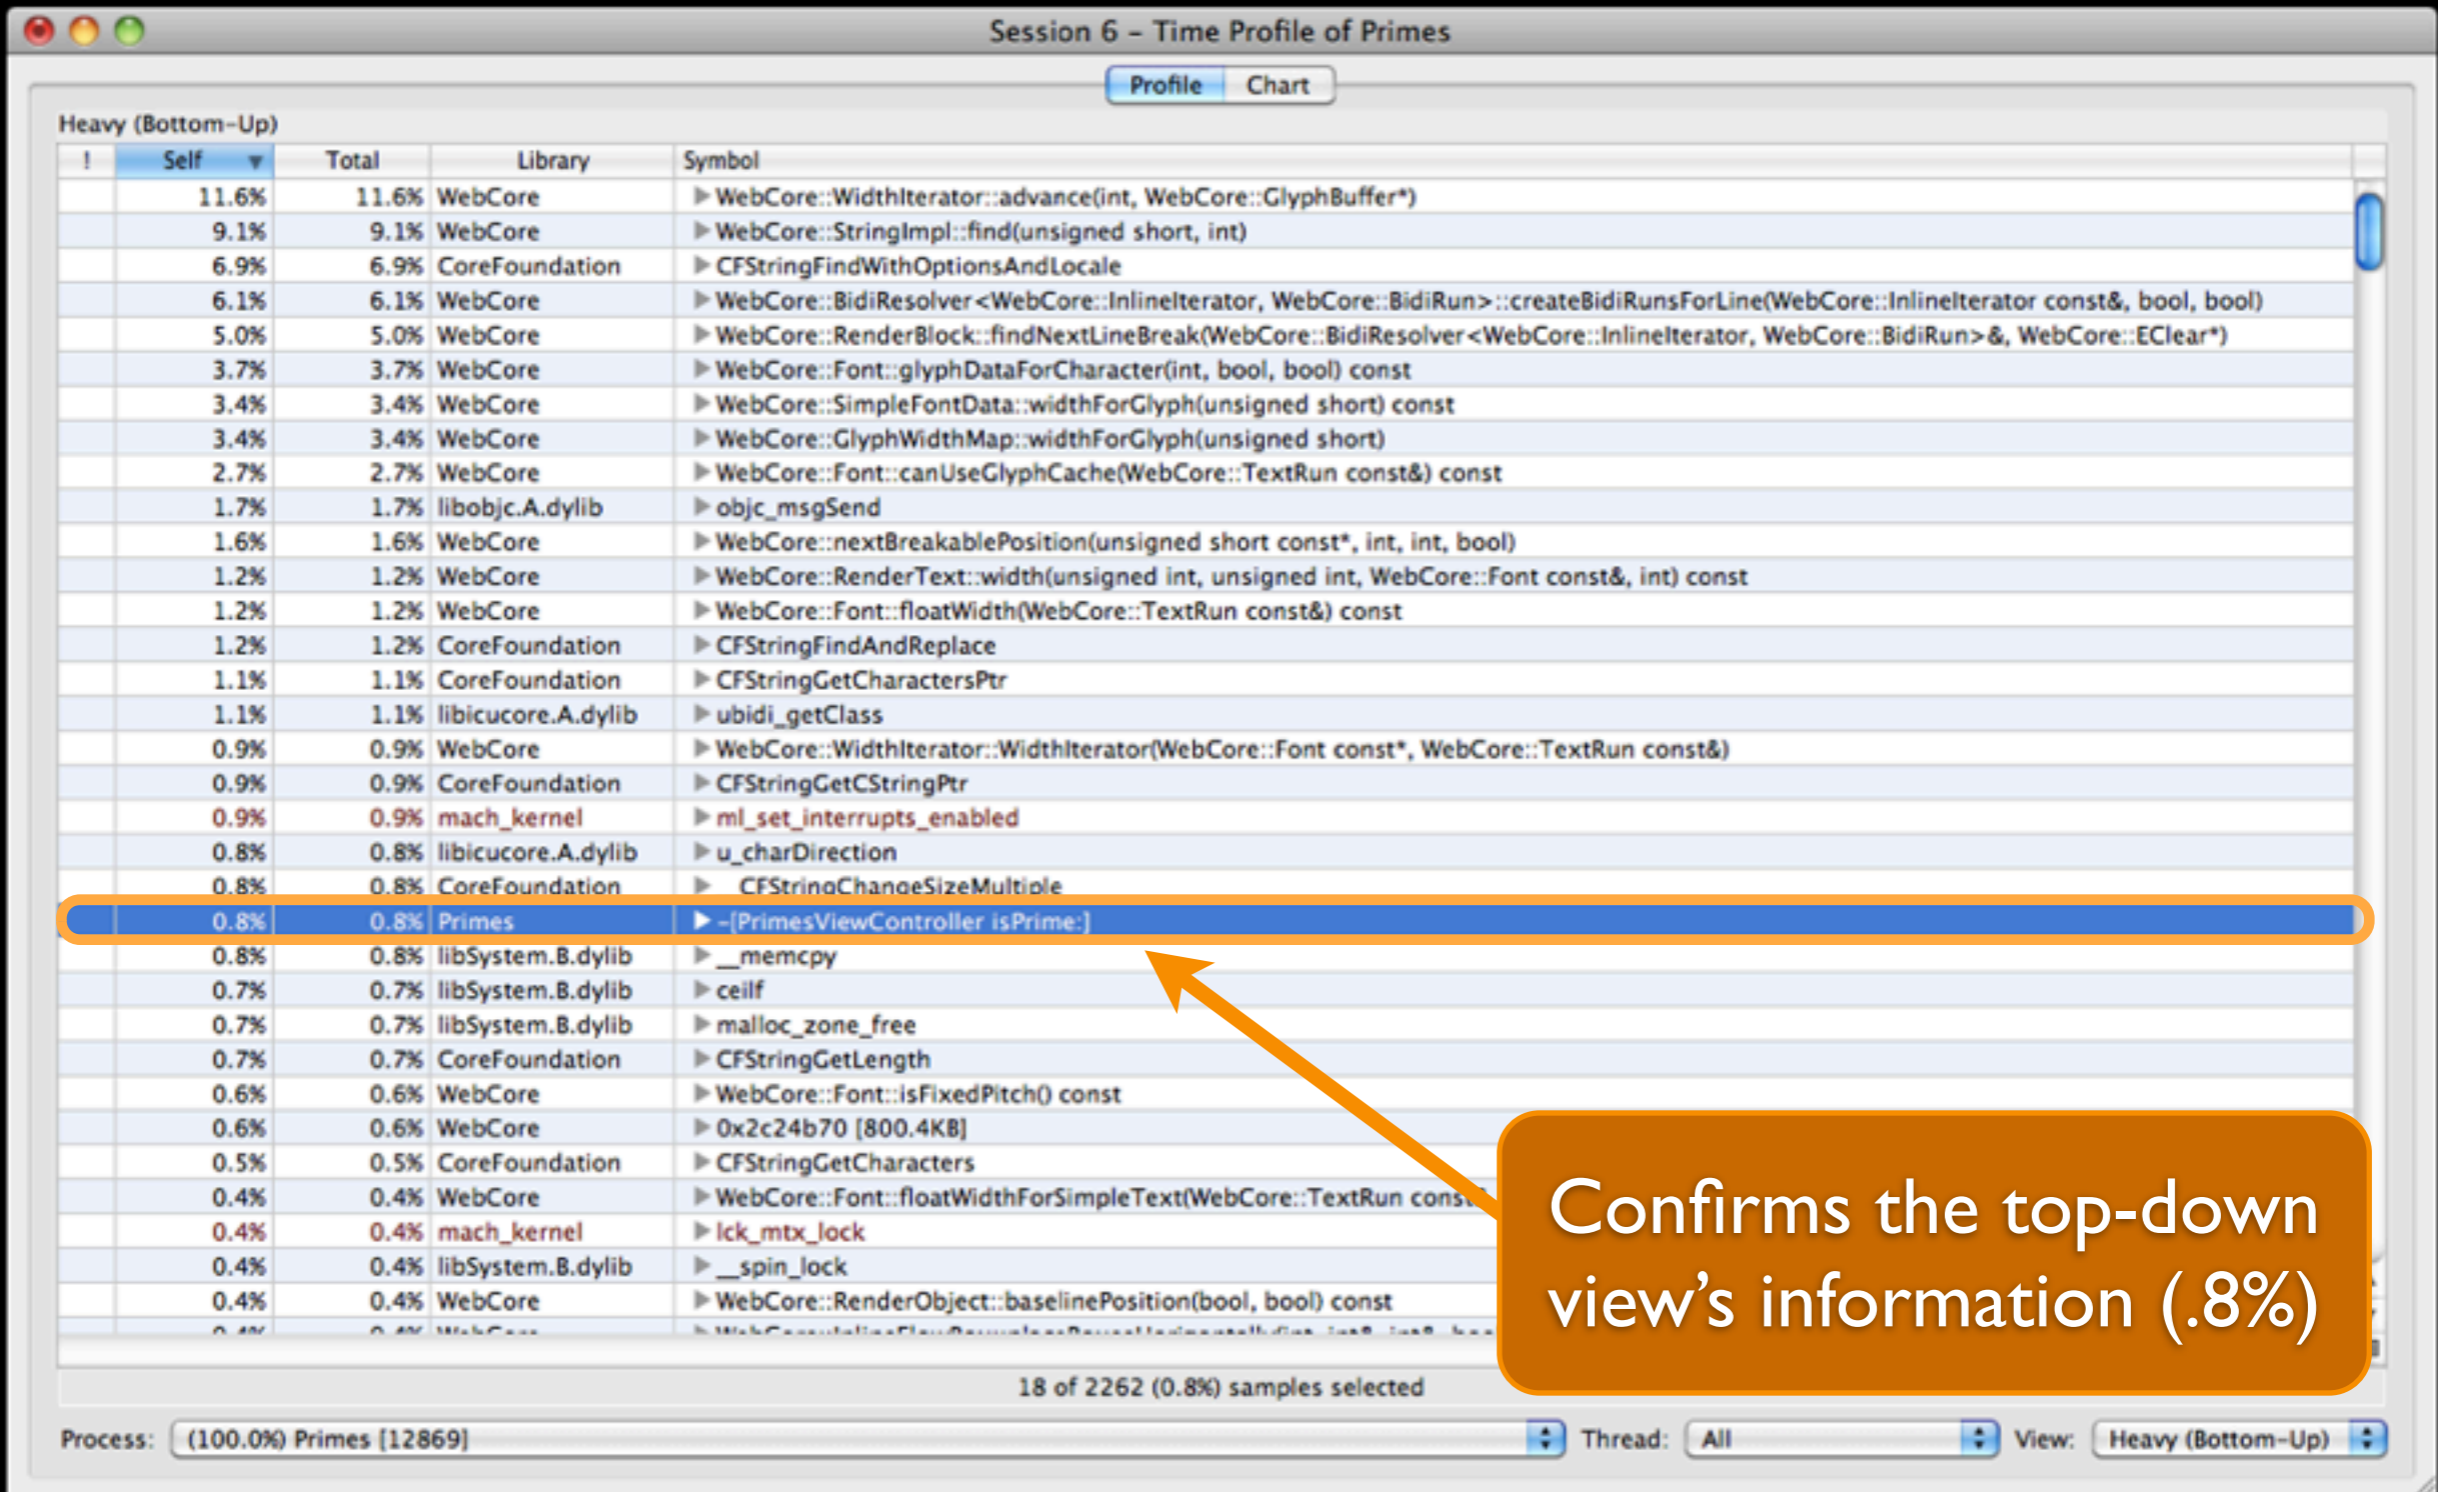 Session 6 – Time Profile of Primes
Profile Chart
Heavy (Bottom-Up)
! Self Total Library Symbol
11.6% 11.6% WebCore WebCore::WidthIterator::advance(int, WebCore::GlyphBuffer*)
9.1% 9.1% WebCore WebCore::StringImpl::find(unsigned short, int)
6.9% 6.9% CoreFoundation CFStringFindWithOptionsAndLocale
6.1% 6.1% WebCore WebCore::BidiResolver<WebCore::InlineIterator, WebCore::BidiRun>::createBidiRunsForLine(WebCore::InlineIterator const&, bool, bool)
5.0% 5.0% WebCore WebCore::RenderBlock::findNextLineBreak(WebCore::BidiResolver<WebCore::InlineIterator, WebCore::BidiRun>&, WebCore::EClear*)
3.7% 3.7% WebCore WebCore::Font::glyphDataForCharacter(int, bool, bool) const
3.4% 3.4% WebCore WebCore::SimpleFontData::widthForGlyph(unsigned short) const
3.4% 3.4% WebCore WebCore::GlyphWidthMap::widthForGlyph(unsigned short)
2.7% 2.7% WebCore WebCore::Font::canUseGlyphCache(WebCore::TextRun const&) const
1.7% 1.7% libobjc.A.dylib objc_msgSend
1.6% 1.6% WebCore WebCore::nextBreakablePosition(unsigned short const*, int, int, bool)
1.2% 1.2% WebCore WebCore::RenderText::width(unsigned int, unsigned int, WebCore::Font const&, int) const
1.2% 1.2% WebCore WebCore::Font::floatWidth(WebCore::TextRun const&) const
1.2% 1.2% CoreFoundation CFStringFindAndReplace
1.1% 1.1% CoreFoundation CFStringGetCharactersPtr
1.1% 1.1% libicucore.A.dylib ubidi_getClass
0.9% 0.9% WebCore WebCore::WidthIterator::WidthIterator(WebCore::Font const*, WebCore::TextRun const&)
0.9% 0.9% CoreFoundation CFStringGetCStringPtr
0.9% 0.9% mach_kernel ml_set_interrupts_enabled
0.8% 0.8% libicucore.A.dylib u_charDirection
0.8% 0.8% CoreFoundation __CFStringChangeSizeMultiple
0.8% 0.8% Primes -[PrimesViewController isPrime:]
0.8% 0.8% libSystem.B.dylib __memcpy
0.7% 0.7% libSystem.B.dylib ceilf
0.7% 0.7% libSystem.B.dylib malloc_zone_free
0.7% 0.7% CoreFoundation CFStringGetLength
0.6% 0.6% WebCore WebCore::Font::isFixedPitch() const
0.6% 0.6% WebCore 0x2c24b70 [800.4KB]
0.5% 0.5% CoreFoundation CFStringGetCharacters
0.4% 0.4% WebCore WebCore::Font::floatWidthForSimpleText(WebCore::TextRun const&
0.4% 0.4% mach_kernel lck_mtx_lock
0.4% 0.4% libSystem.B.dylib __spin_lock
0.4% 0.4% WebCore WebCore::RenderObject::baselinePosition(bool, bool) const
Confirms the top-down
view's information (.8%)
18 of 2262 (0.8%) samples selected
Process: (100.0%) Primes [12869] Thread: All View: Heavy (Bottom-Up)